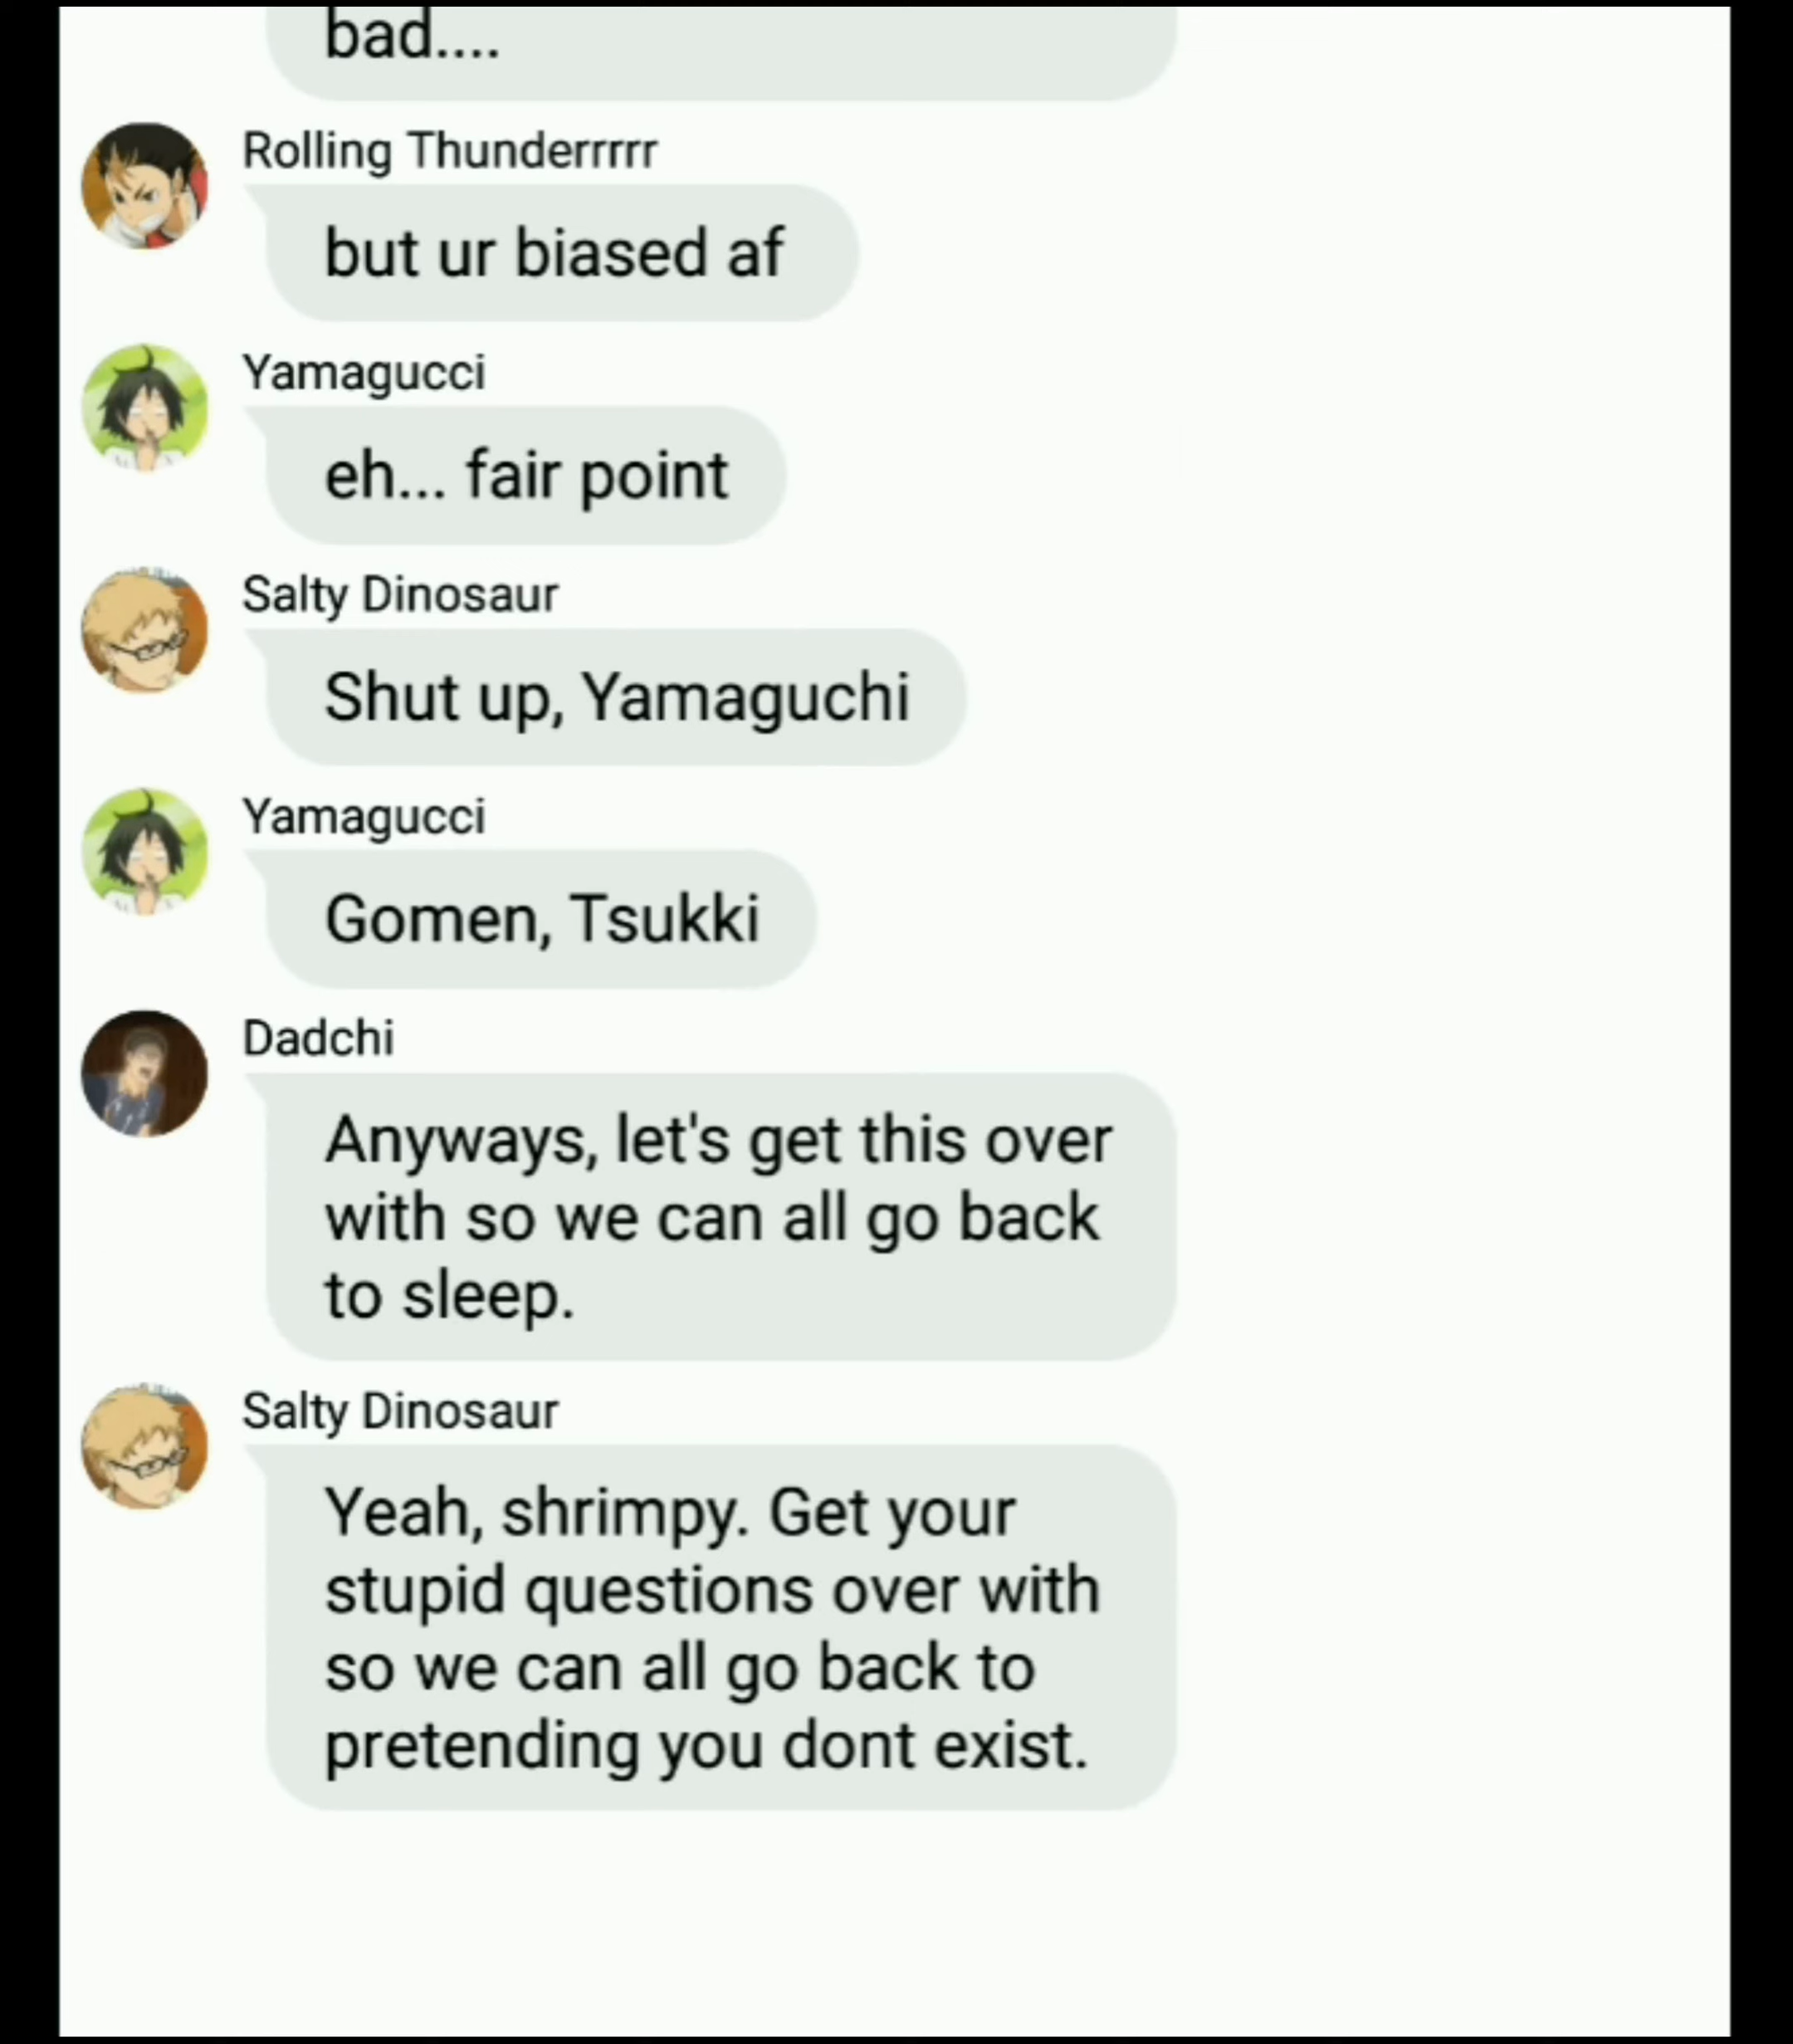 bad....
Rolling Thunderrrrr
but ur biased af
Yamagucci
eh... fair point
Salty Dinosaur
Shut up, Yamaguchi
Yamagucci
Gomen, Tsukki
Dadchi
Anyways, let's get this over
with so we can all go back
to sleep.
Salty Dinosaur
Yeah, shrimpy. Get your
stupid questions over with
so we can all go back to
pretending you dont exist.